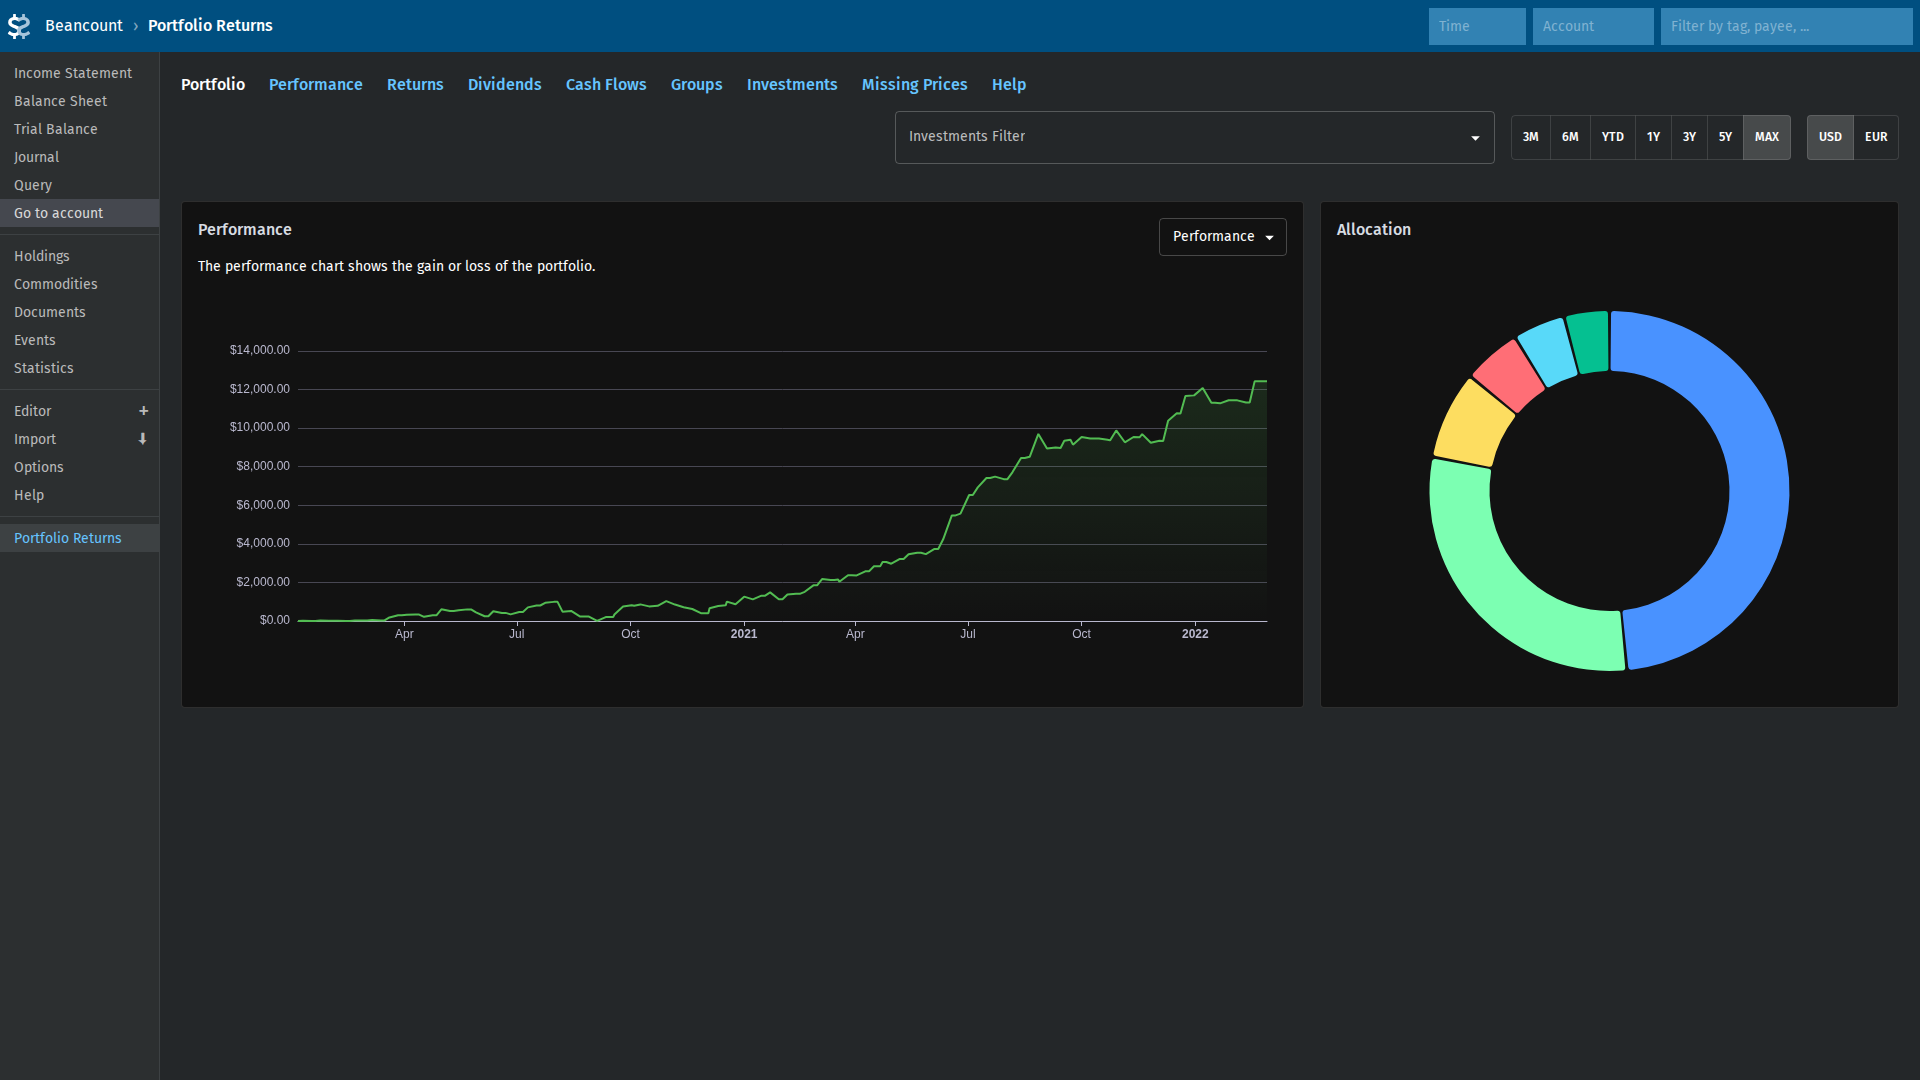 Beancount › Portfolio Returns
Time
Account
Filter by tag, payee, ...
Income Statement
Balance Sheet
Trial Balance
Journal
Query
Go to account
Holdings
Commodities
Documents
Events
Statistics
Editor +
Import
Options
Help
Portfolio Returns
Portfolio Performance Returns Dividends Cash Flows Groups Investments Missing Prices Help
Investments Filter
3M 6M YTD 1Y 3Y 5Y MAX
USD EUR
Performance
Performance
The performance chart shows the gain or loss of the portfolio.
$14,000.00
$12,000.00
$10,000.00
$8,000.00
$6,000.00
$4,000.00
$2,000.00
$0.00
Apr Jul Oct 2021 Apr Jul Oct 2022
Allocation